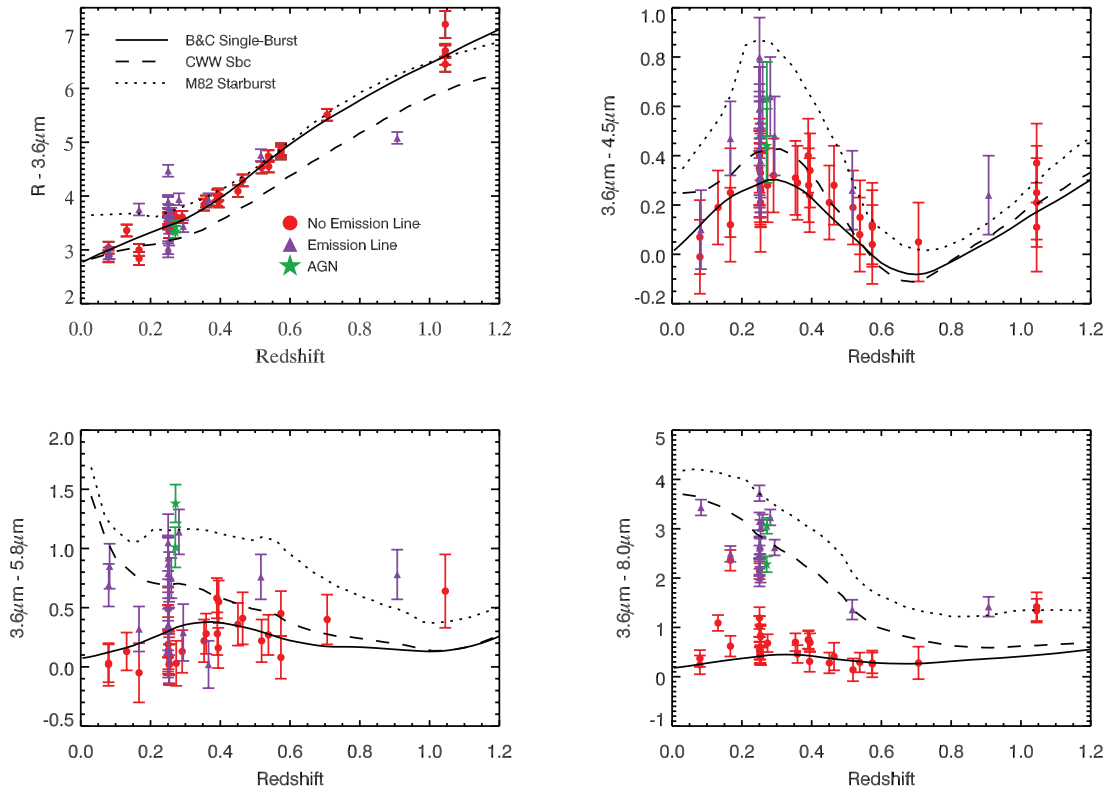 7
6
5
4
3
2
R - 3.6μm
B&C Single-Burst
CWW Sbc
M82 Starburst
No Emission Line
Emission Line
AGN
0.0 0.2 0.4 0.6 0.8 1.0 1.2
Redshift
1.0
0.8
0.6
0.4
0.2
0.0
-0.2
3.6μm - 4.5μm
0.0 0.2 0.4 0.6 0.8 1.0 1.2
Redshift
2.0
1.5
1.0
0.5
0.0
-0.5
3.6μm - 5.8μm
0.0 0.2 0.4 0.6 0.8 1.0 1.2
Redshift
5
4
3
2
1
0
-1
3.6μm - 8.0μm
0.0 0.2 0.4 0.6 0.8 1.0 1.2
Redshift